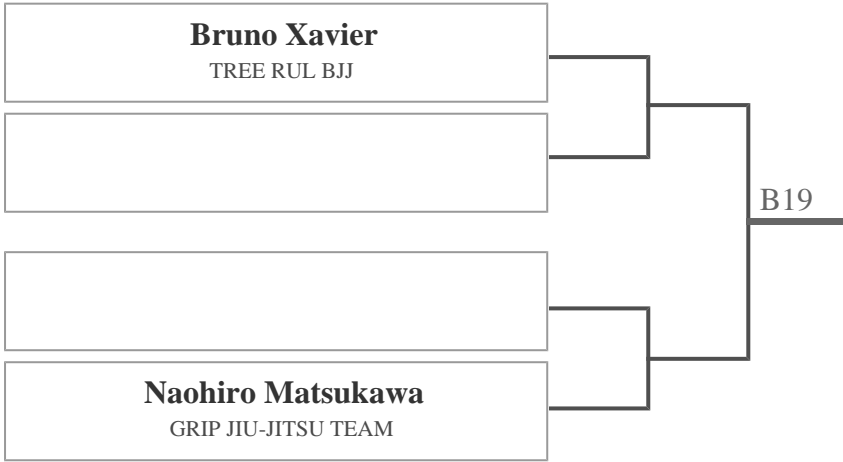 Bruno Xavier
TREE RUL BJJ
B19
Naohiro Matsukawa
GRIP JIU-JITSU TEAM